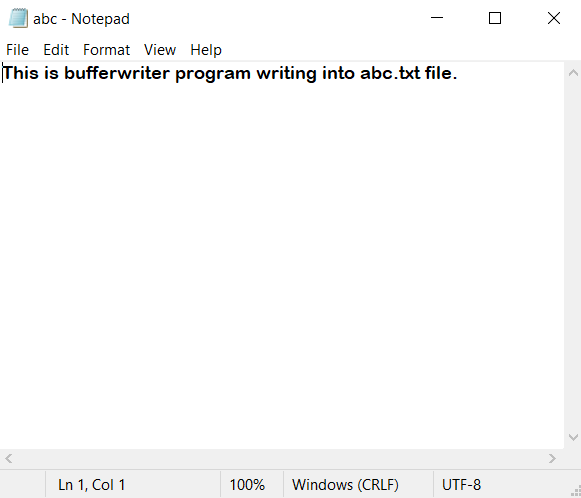 abc - Notepad
File Edit Format View Help
This is bufferwriter program writing into abc.txt file.
Ln 1, Col 1 100% Windows (CRLF) UTF-8